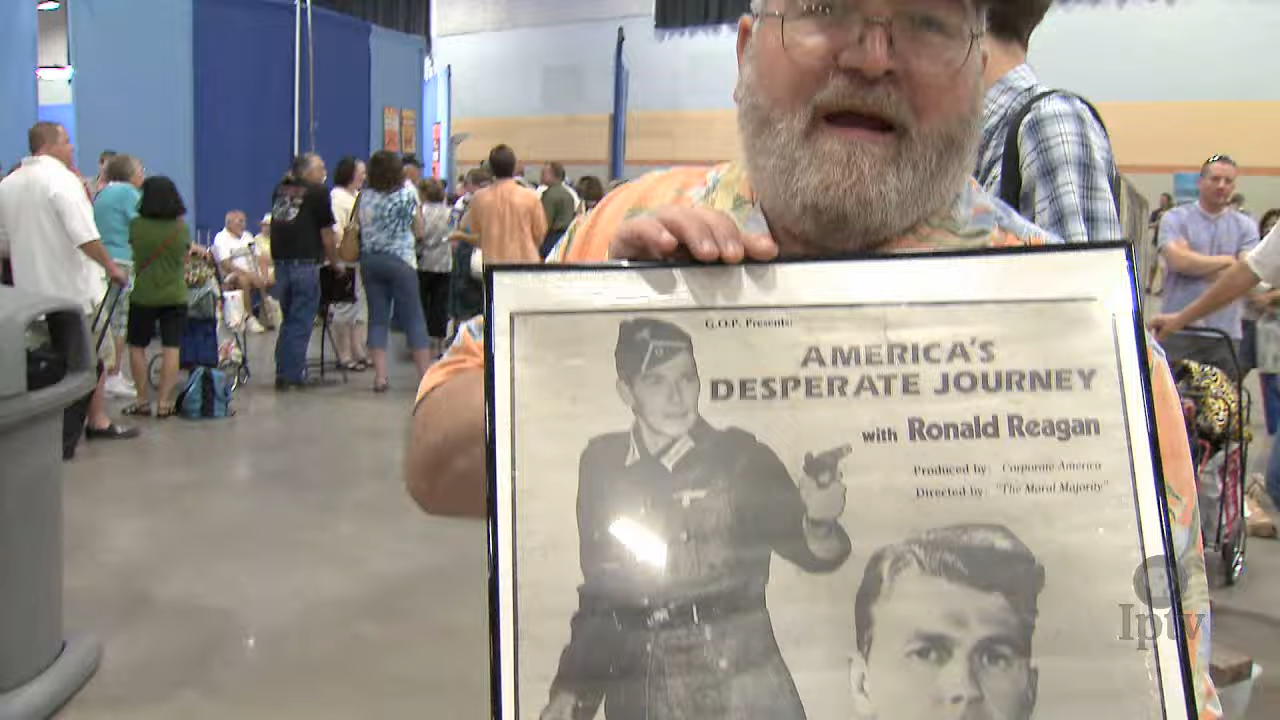 G.O.P. Presents:
AMERICA'S
DESPERATE JOURNEY
with Ronald Reagan
Produced by: Corporate America
Directed by: "The Moral Majority"
Iptv